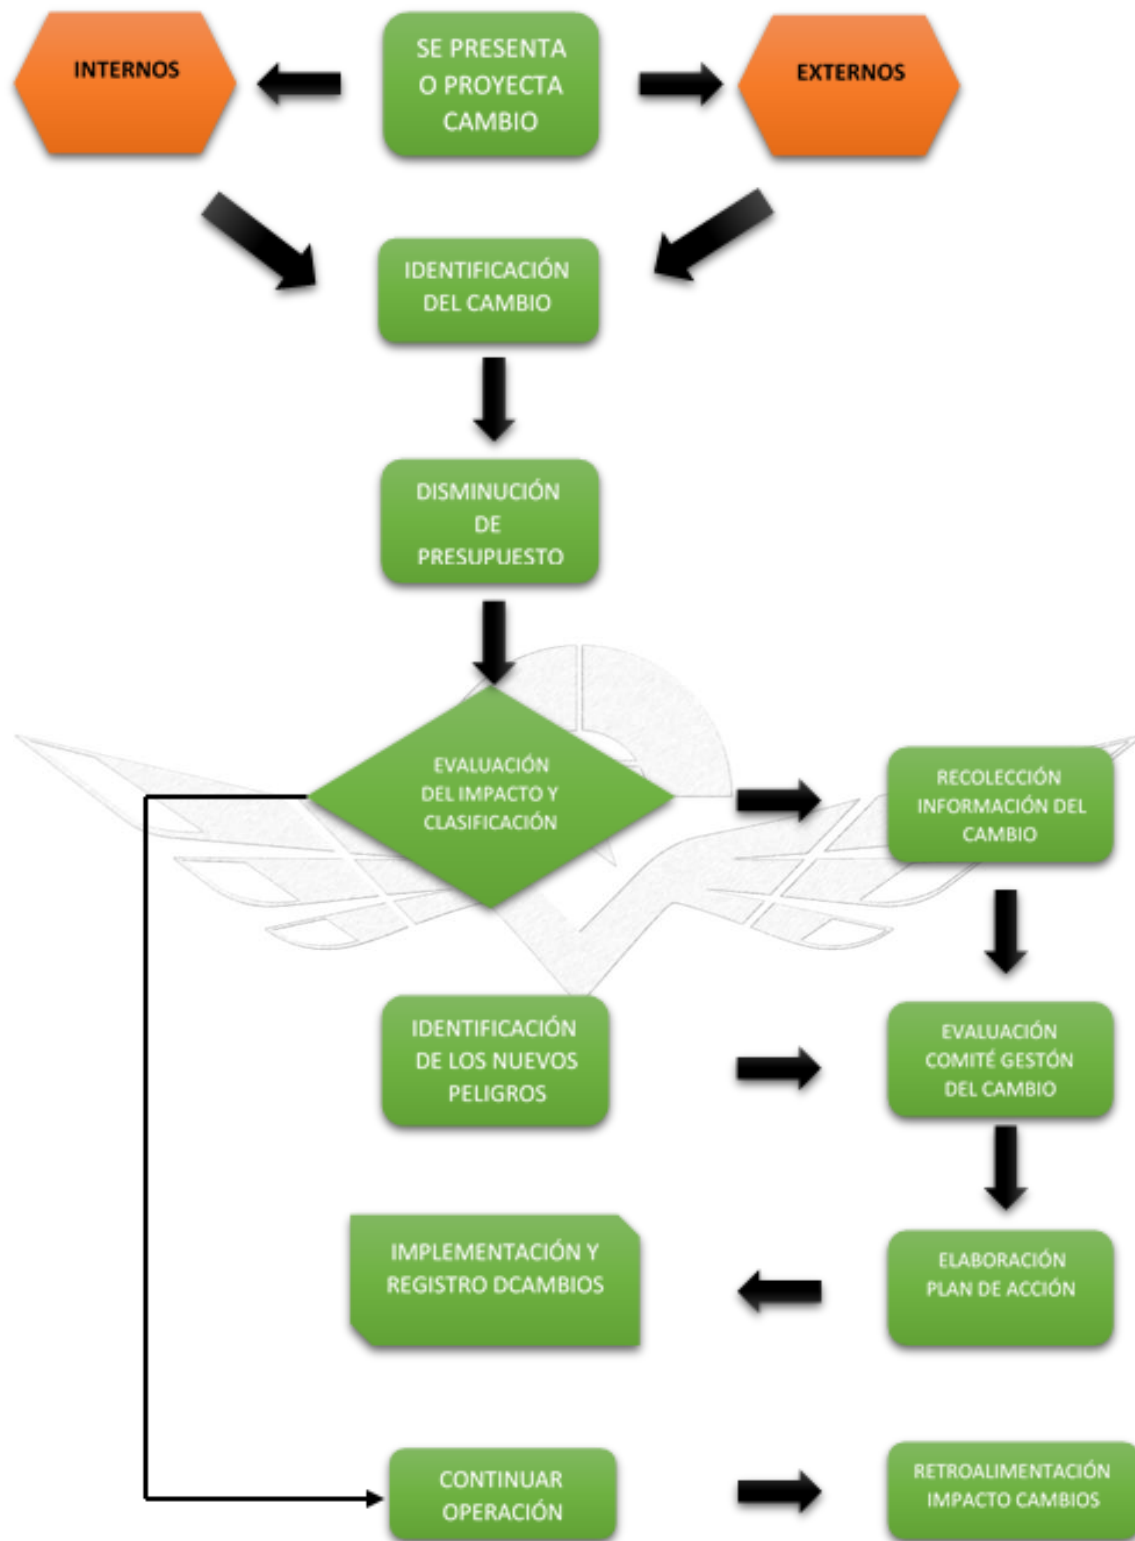 INTERNOS
SE PRESENTA
O PROYECTA
CAMBIO
EXTERNOS
IDENTIFICACIÓN
DEL CAMBIO
DISMINUCIÓN
DE
PRESUPUESTO
EVALUACIÓN
DEL IMPACTO Y
CLASIFICACIÓN
RECOLECCIÓN
INFORMACIÓN DEL
CAMBIO
IDENTIFICACIÓN
DE LOS NUEVOS
PELIGROS
EVALUACIÓN
COMITÉ GESTÓN
DEL CAMBIO
IMPLEMENTACIÓN Y
REGISTRO DCAMBIOS
ELABORACIÓN
PLAN DE ACCIÓN
CONTINUAR
OPERACIÓN
RETROALIMENTACIÓN
IMPACTO CAMBIOS